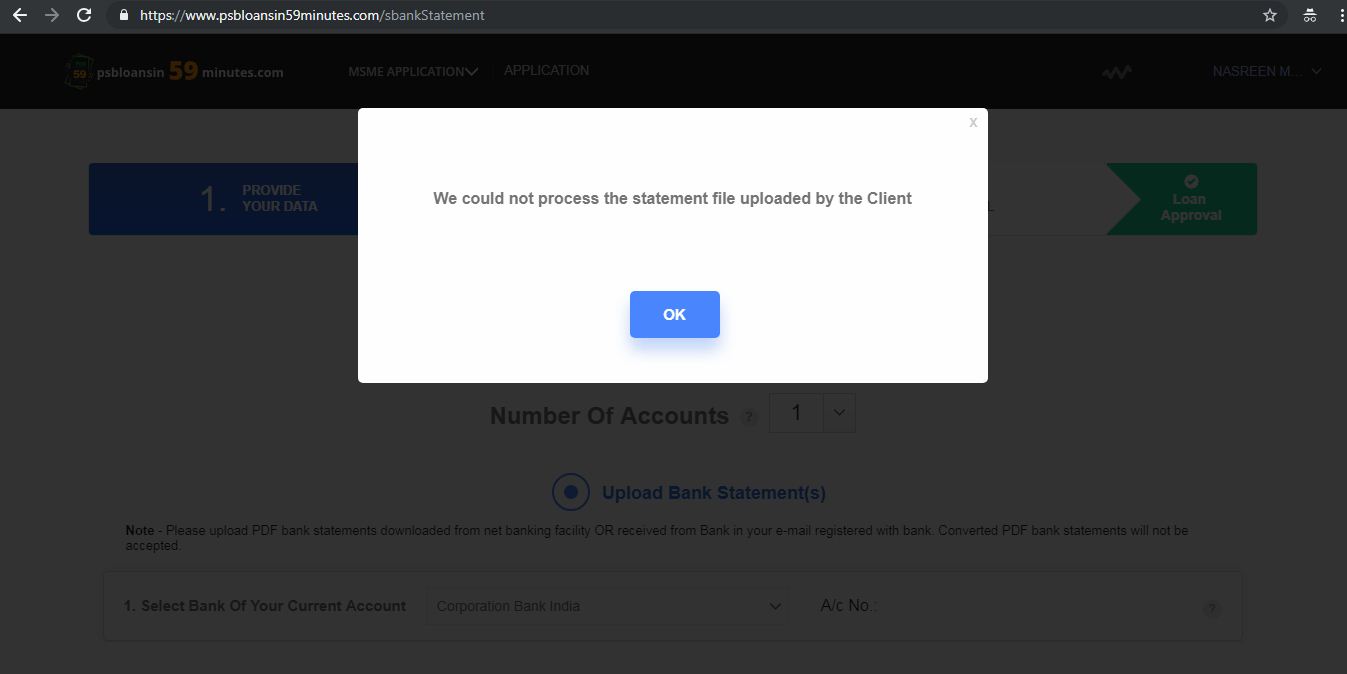 https://www.psbloansin59minutes.com/sbankStatement
psbloansin 59 minutes.com
MSME APPLICATION
APPLICATION
NASREEN M...
x
We could not process the statement file uploaded by the Client
OK
1. PROVIDE
YOUR DATA
Loan
Approval
Number Of Accounts ? 1
Upload Bank Statement(s)
Note - Please upload PDF bank statements downloaded from net banking facility OR received from Bank in your e-mail registered with bank. Converted PDF bank statements will not be
accepted.
1. Select Bank Of Your Current Account Corporation Bank India A/c No.: ?